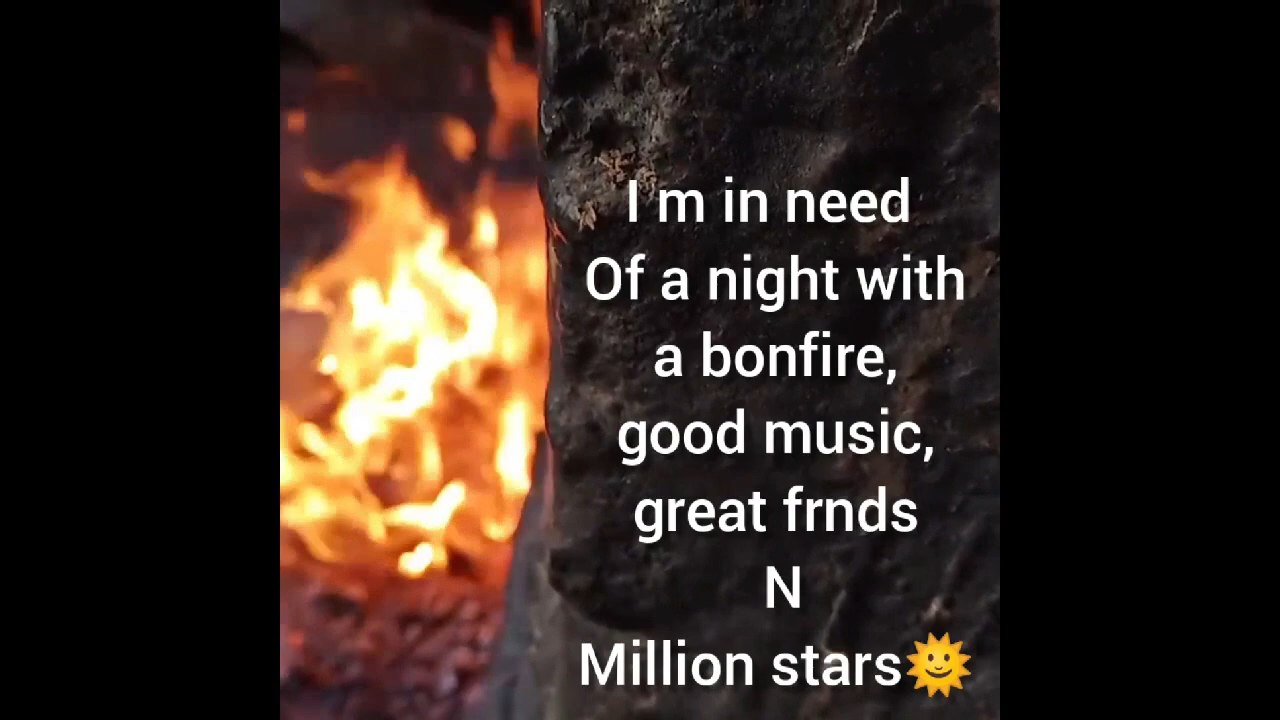 I m in need
Of a night with
a bonfire,
good music,
great frnds
N
Million stars🌞